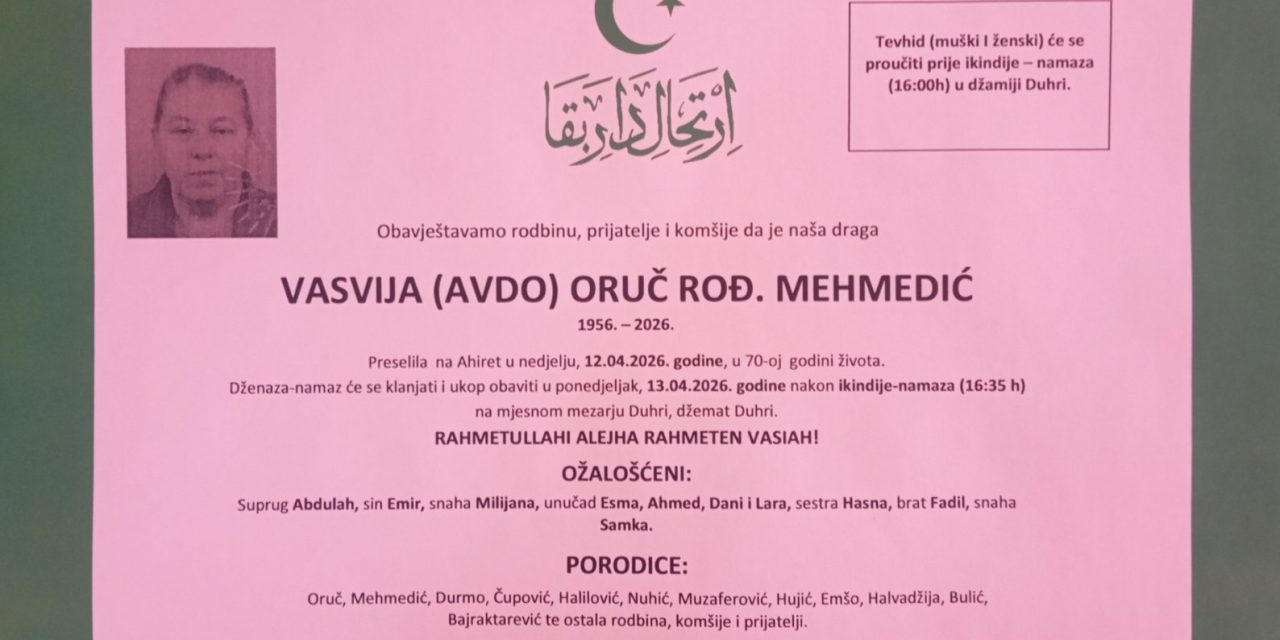 Tevhid (muški I ženski) će se
proučiti prije ikindije – namaza
(16:00h) u džamiji Duhri.
اِرْتِحَالِ دَارِ بَقَا
Obavještavamo rodbinu, prijatelje i komšije da je naša draga
VASVIJA (AVDO) ORUČ ROĐ. MEHMEDIĆ
1956. – 2026.
Preselila na Ahiret u nedjelju, 12.04.2026. godine, u 70-oj godini života.
Dženaza-namaz će se klanjati i ukop obaviti u ponedjeljak, 13.04.2026. godine nakon ikindije-namaza (16:35 h)
na mjesnom mezarju Duhri, džemat Duhri.
RAHMETULLAHI ALEJHA RAHMETEN VASIAH!
OŽALOŠĆENI:
Suprug Abdulah, sin Emir, snaha Milijana, unučad Esma, Ahmed, Dani i Lara, sestra Hasna, brat Fadil, snaha
Samka.
PORODICE:
Oruč, Mehmedić, Durmo, Čupović, Halilović, Nuhić, Muzaferović, Hujić, Emšo, Halvadžija, Bulić,
Bajraktarević te ostala rodbina, komšije i prijatelji.